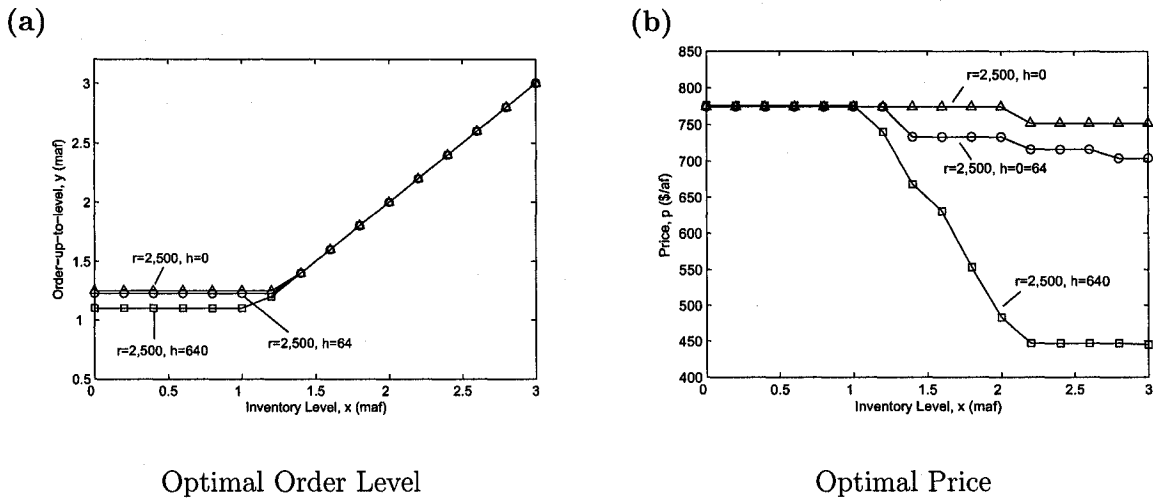 (a)
Order-up-to-level, y (maf)
3
2.5
2
1.5
1
0.5
r=2,500, h=0
r=2,500, h=640
r=2,500, h=64
0 0.5 1 1.5 2 2.5 3
Inventory Level, x (maf)
Optimal Order Level
(b)
Price, p ($/af)
850
800
750
700
650
600
550
500
450
400
r=2,500, h=0
r=2,500, h=0=64
r=2,500, h=640
0 0.5 1 1.5 2 2.5 3
Inventory Level, x (maf)
Optimal Price